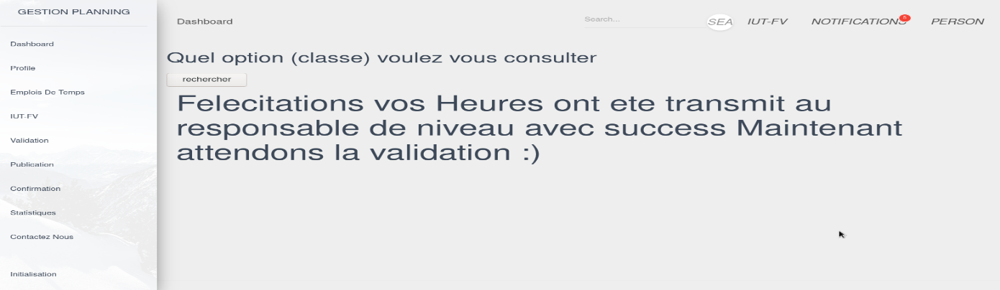 GESTION PLANNING
Dashboard
Profile
Emplois De Temps
IUT-FV
Validation
Publication
Confirmation
Statistiques
Contactez Nous
Initialisation
Dashboard
Search...
SEA
IUT-FV
NOTIFICATIONS
5
PERSON
Quel option (classe) voulez vous consulter
rechercher
Felecitations vos Heures ont ete transmit au
responsable de niveau avec success Maintenant
attendons la validation :)